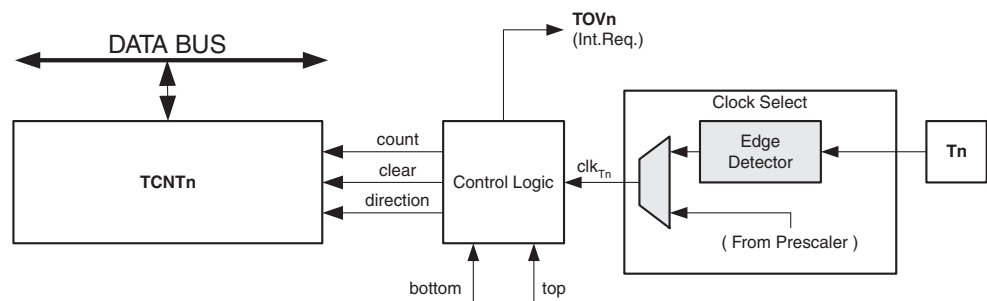 TOVn
(Int.Req.)
DATA BUS
Clock Select
count
Edge
Detector
Tn
TCNTn
clear
Control Logic
clkTn
direction
( From Prescaler )
bottom
top